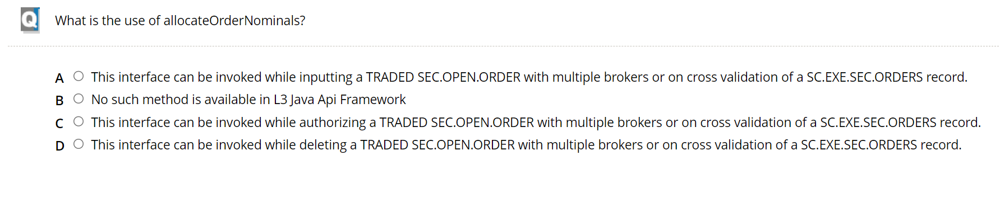 Q What is the use of allocateOrderNominals?
A This interface can be invoked while inputting a TRADED SEC.OPEN.ORDER with multiple brokers or on cross validation of a SC.EXE.SEC.ORDERS record.
B No such method is available in L3 Java Api Framework
C This interface can be invoked while authorizing a TRADED SEC.OPEN.ORDER with multiple brokers or on cross validation of a SC.EXE.SEC.ORDERS record.
D This interface can be invoked while deleting a TRADED SEC.OPEN.ORDER with multiple brokers or on cross validation of a SC.EXE.SEC.ORDERS record.